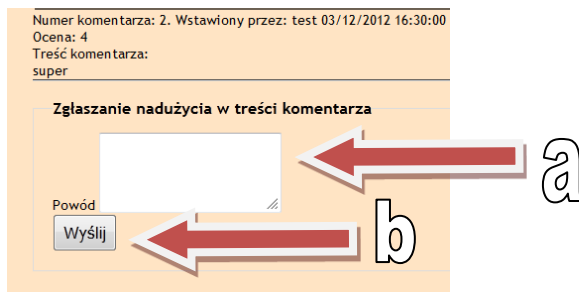 Numer komentarza: 2. Wstawiony przez: test 03/12/2012 16:30:00
Ocena: 4
Treść komentarza:
super
Zgłaszanie nadużycia w treści komentarza
a
Powód
Wyślij
b